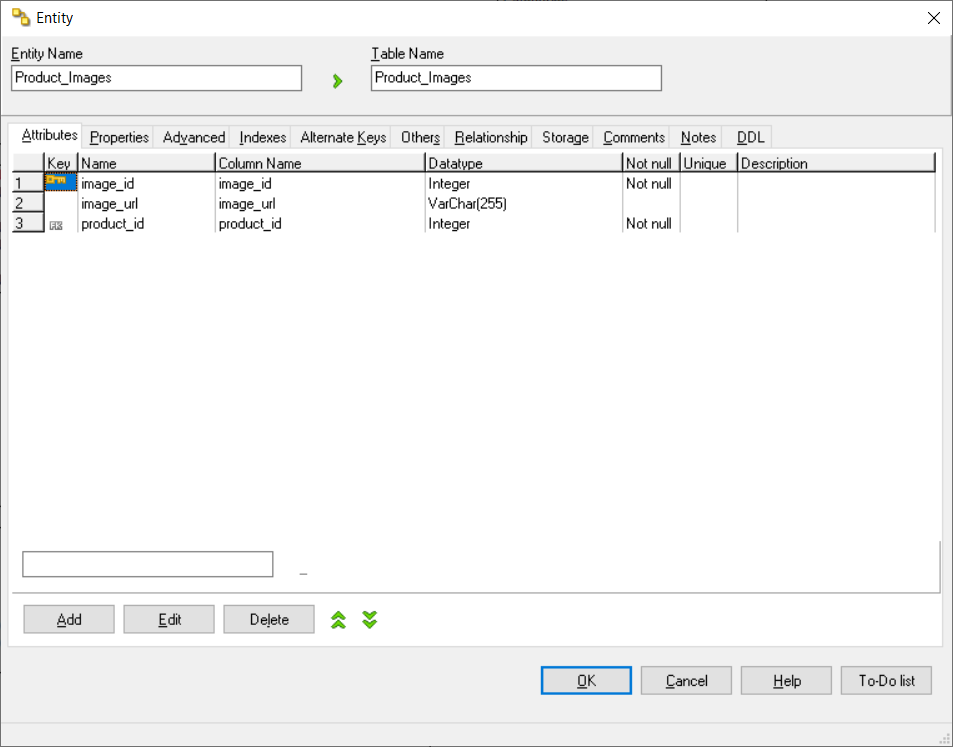 Entity
Entity Name
Table Name
Product_Images
Product_Images
Attributes Properties Advanced Indexes Alternate Keys Others Relationship Storage Comments Notes DDL
Key Name Column Name Datatype Not null Unique Description
1 image_id image_id Integer Not null
2 image_url image_url VarChar(255)
3 FK product_id product_id Integer Not null
Add Edit Delete
OK Cancel Help To-Do list